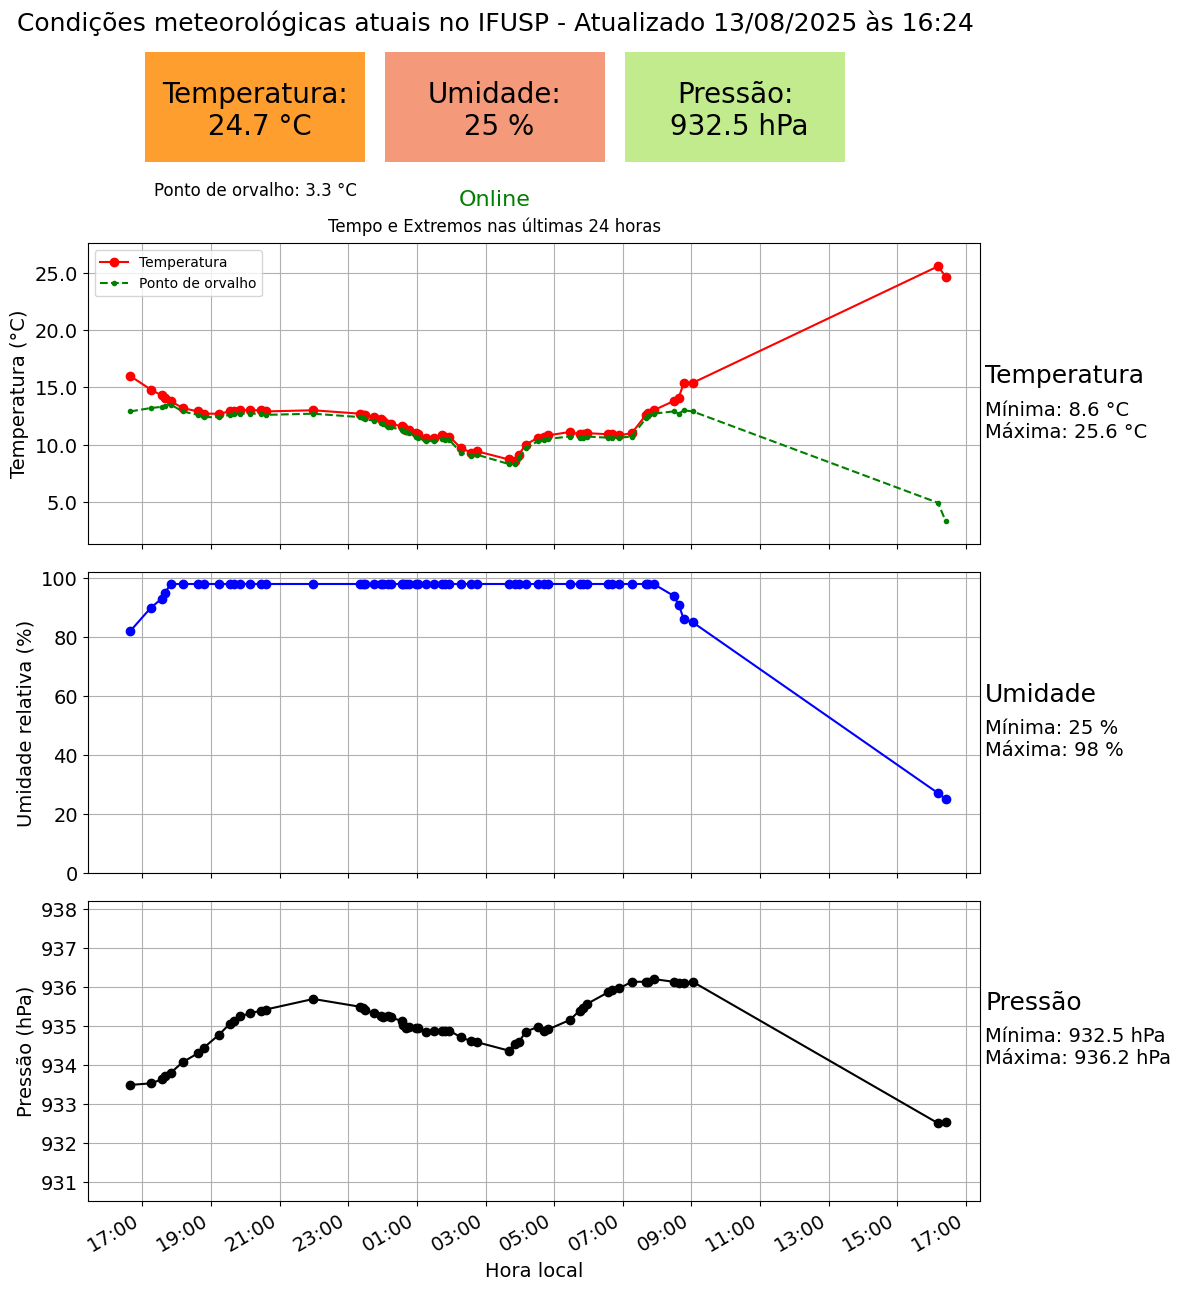 Condições meteorológicas atuais no IFUSP - Atualizado 13/08/2025 às 16:24
Temperatura:
24.7 °C
Umidade:
25 %
Pressão:
932.5 hPa
Ponto de orvalho: 3.3 °C
Online
Tempo e Extremos nas últimas 24 horas
Temperatura (°C)
25.0
20.0
15.0
10.0
5.0
Temperatura
Ponto de orvalho
Temperatura
Mínima: 8.6 °C
Máxima: 25.6 °C
Umidade relativa (%)
100
80
60
40
20
0
Umidade
Mínima: 25 %
Máxima: 98 %
Pressão (hPa)
938
937
936
935
934
933
932
931
Pressão
Mínima: 932.5 hPa
Máxima: 936.2 hPa
17:00 19:00 21:00 23:00 01:00 03:00 05:00 07:00 09:00 11:00 13:00 15:00 17:00
Hora local